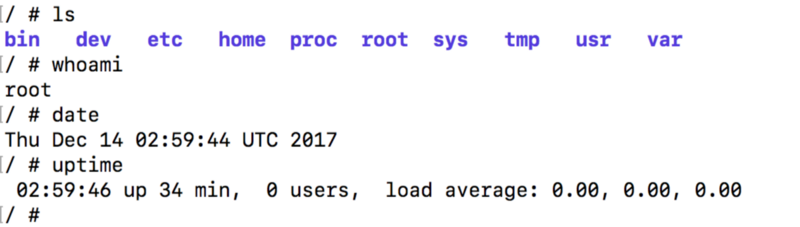 / # ls
bin   dev   etc   home  proc  root  sys   tmp   usr   var
/ # whoami
root
/ # date
Thu Dec 14 02:59:44 UTC 2017
/ # uptime
 02:59:46 up 34 min,  0 users,  load average: 0.00, 0.00, 0.00
/ #